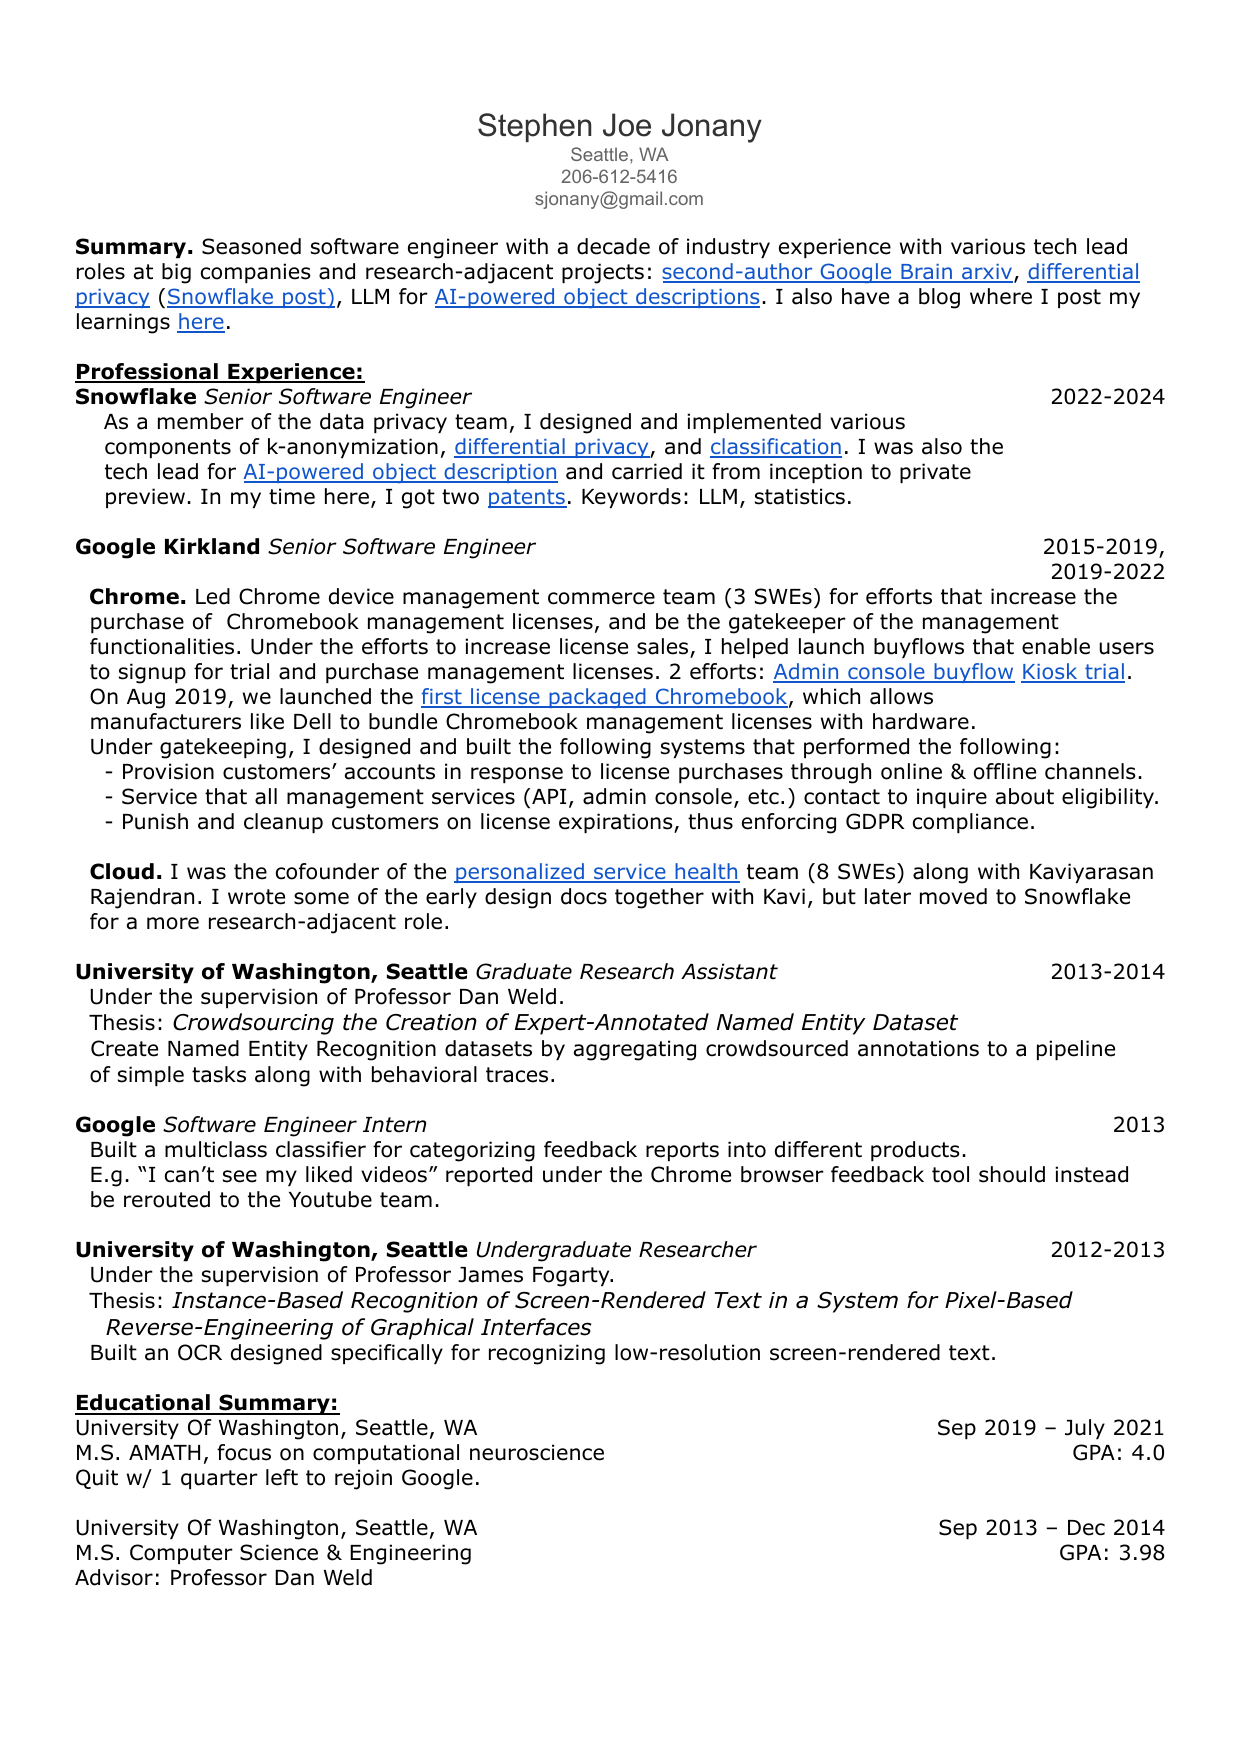 Stephen Joe Jonany
Seattle, WA
206-612-5416
sjonany@gmail.com
Summary. Seasoned software engineer with a decade of industry experience with various tech lead
roles at big companies and research-adjacent projects: second-author Google Brain arxiv, differential
privacy (Snowflake post), LLM for AI-powered object descriptions. I also have a blog where I post my
learnings here.
Professional Experience:
Snowflake Senior Software Engineer 2022-2024
As a member of the data privacy team, I designed and implemented various
components of k-anonymization, differential privacy, and classification. I was also the
tech lead for AI-powered object description and carried it from inception to private
preview. In my time here, I got two patents. Keywords: LLM, statistics.
Google Kirkland Senior Software Engineer 2015-2019,
2019-2022
Chrome. Led Chrome device management commerce team (3 SWEs) for efforts that increase the
purchase of  Chromebook management licenses, and be the gatekeeper of the management
functionalities. Under the efforts to increase license sales, I helped launch buyflows that enable users
to signup for trial and purchase management licenses. 2 efforts: Admin console buyflow Kiosk trial.
On Aug 2019, we launched the first license packaged Chromebook, which allows
manufacturers like Dell to bundle Chromebook management licenses with hardware.
Under gatekeeping, I designed and built the following systems that performed the following:
- Provision customers’ accounts in response to license purchases through online & offline channels.
- Service that all management services (API, admin console, etc.) contact to inquire about eligibility.
- Punish and cleanup customers on license expirations, thus enforcing GDPR compliance.
Cloud. I was the cofounder of the personalized service health team (8 SWEs) along with Kaviyarasan
Rajendran. I wrote some of the early design docs together with Kavi, but later moved to Snowflake
for a more research-adjacent role.
University of Washington, Seattle Graduate Research Assistant 2013-2014
Under the supervision of Professor Dan Weld.
Thesis: Crowdsourcing the Creation of Expert-Annotated Named Entity Dataset
Create Named Entity Recognition datasets by aggregating crowdsourced annotations to a pipeline
of simple tasks along with behavioral traces.
Google Software Engineer Intern 2013
Built a multiclass classifier for categorizing feedback reports into different products.
E.g. “I can’t see my liked videos” reported under the Chrome browser feedback tool should instead
be rerouted to the Youtube team.
University of Washington, Seattle Undergraduate Researcher 2012-2013
Under the supervision of Professor James Fogarty.
Thesis: Instance-Based Recognition of Screen-Rendered Text in a System for Pixel-Based
Reverse-Engineering of Graphical Interfaces
Built an OCR designed specifically for recognizing low-resolution screen-rendered text.
Educational Summary:
University Of Washington, Seattle, WA Sep 2019 – July 2021
M.S. AMATH, focus on computational neuroscience GPA: 4.0
Quit w/ 1 quarter left to rejoin Google.
University Of Washington, Seattle, WA Sep 2013 – Dec 2014
M.S. Computer Science & Engineering GPA: 3.98
Advisor: Professor Dan Weld